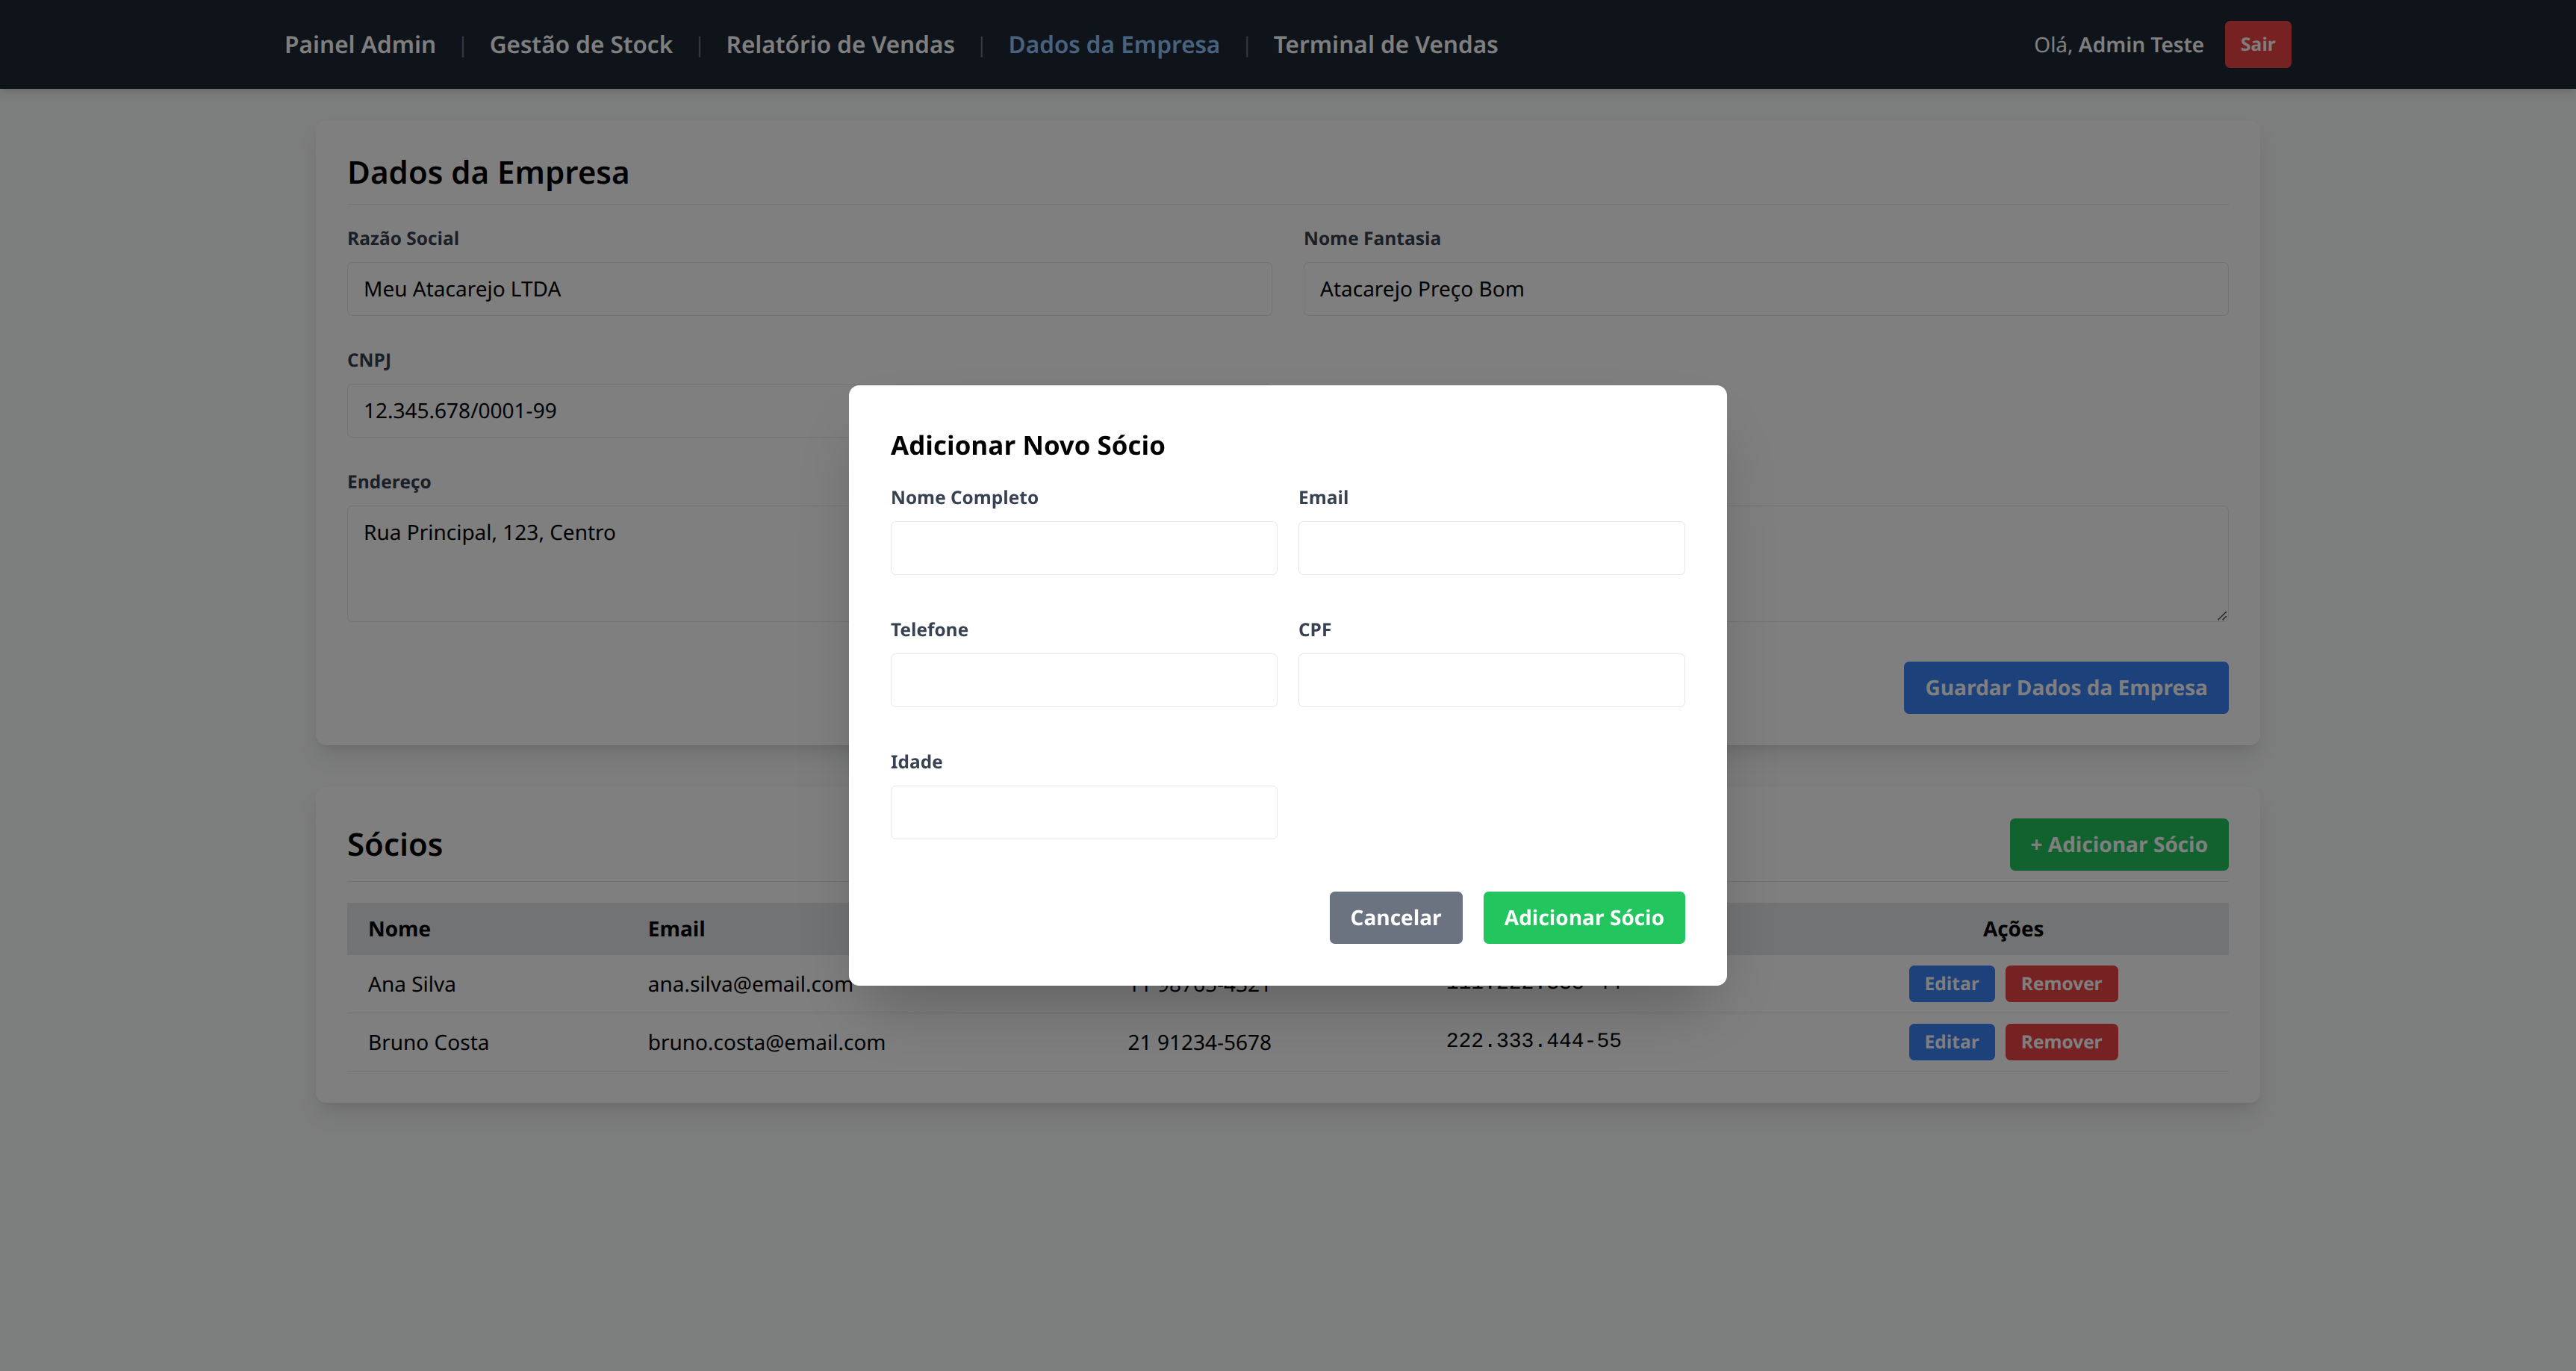 Painel Admin | Gestão de Stock | Relatório de Vendas | Dados da Empresa | Terminal de Vendas Olá, Admin Teste Sair
Dados da Empresa
Razão Social Nome Fantasia
Meu Atacarejo LTDA Atacarejo Preço Bom
CNPJ
12.345.678/0001-99
Endereço
Rua Principal, 123, Centro
Guardar Dados da Empresa
Adicionar Novo Sócio
Nome Completo Email
Telefone CPF
Idade
Cancelar Adicionar Sócio
Sócios + Adicionar Sócio
Nome Email Ações
Ana Silva ana.silva@email.com Editar Remover
Bruno Costa bruno.costa@email.com 21 91234-5678 222.333.444-55 Editar Remover